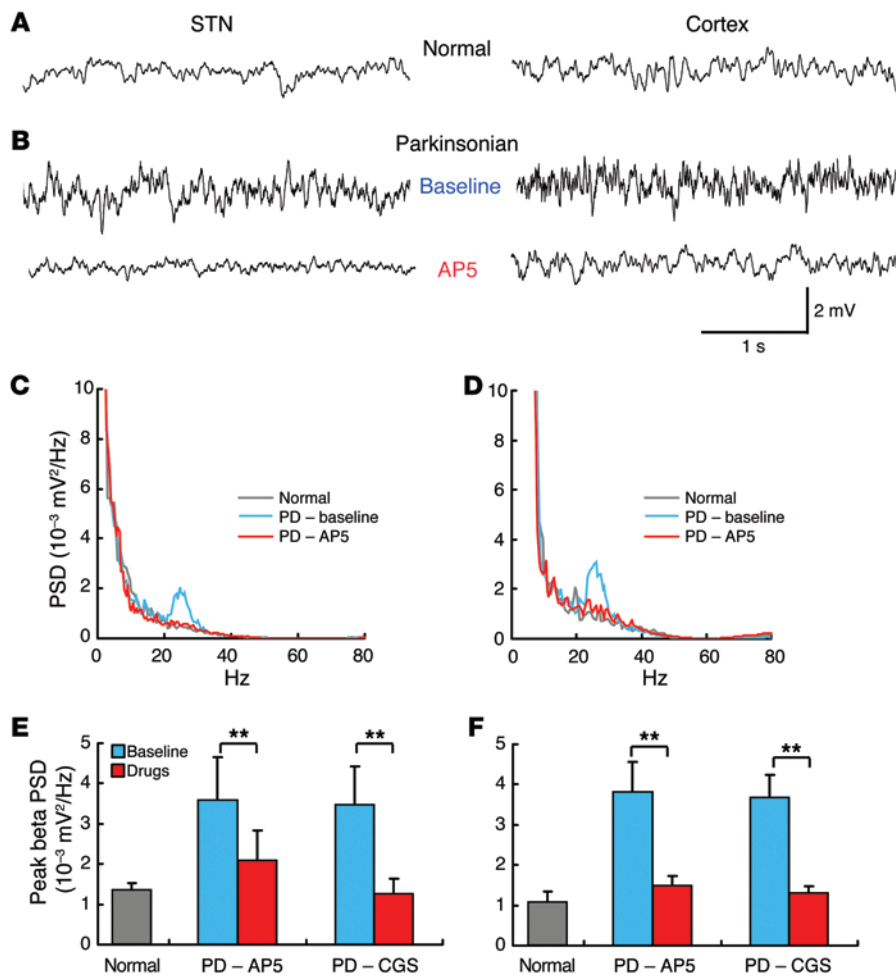 A
STN
Cortex
Normal
B
Parkinsonian
Baseline
AP5
2 mV
1 s
C
PSD (10⁻³ mV²/Hz)
10
8
6
4
2
0
Normal
PD – baseline
PD – AP5
0 20 40 60 80
Hz
D
10
8
6
4
2
0
Normal
PD – baseline
PD – AP5
0 20 40 60 80
Hz
E
Peak beta PSD
(10⁻³ mV²/Hz)
5
4
3
2
1
0
Baseline
Drugs
**
**
Normal PD – AP5 PD – CGS
F
5
4
3
2
1
0
**
**
Normal PD – AP5 PD – CGS